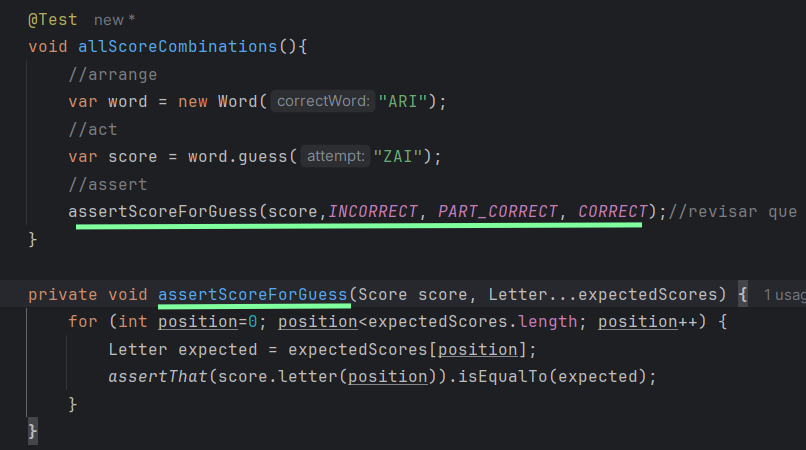 @Test new *
void allScoreCombinations(){
//arrange
var word = new Word( correctWord: "ARI");
//act
var score = word.guess( attempt: "ZAI");
//assert
assertScoreForGuess(score,INCORRECT, PART_CORRECT, CORRECT);//revisar que
}
private void assertScoreForGuess(Score score, Letter...expectedScores) { 1 usag
for (int position=0; position<expectedScores.length; position++) {
Letter expected = expectedScores[position];
assertThat(score.letter(position)).isEqualTo(expected);
}
}